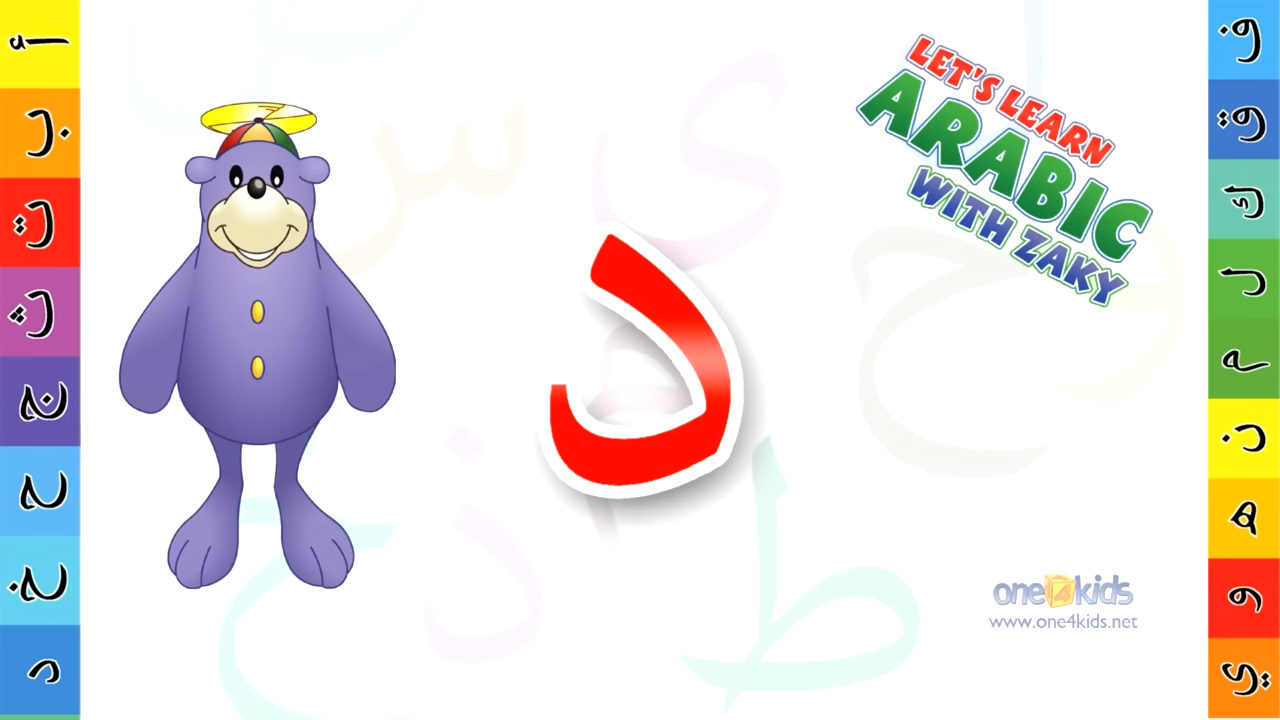 LET'S LEARN
ARABIC
WITH ZAKY
أ
ب
ت
ث
ج
ح
خ
د
د
ف
ق
ك
ل
م
ن
ه
و
ي
س
ى
ح
و
ذ
ط
one4kids
www.one4kids.net